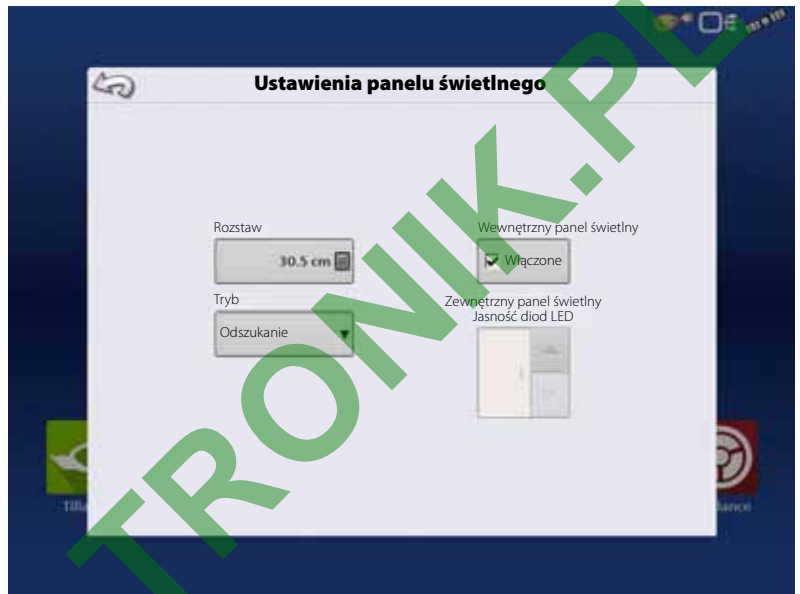 Ustawienia panelu świetlnego
Rozstaw
30.5 cm
Tryb
Odszukanie
Wewnętrzny panel świetlny
Włączone
Zewnętrzny panel świetlny
Jasność diod LED
TRONIK.PL